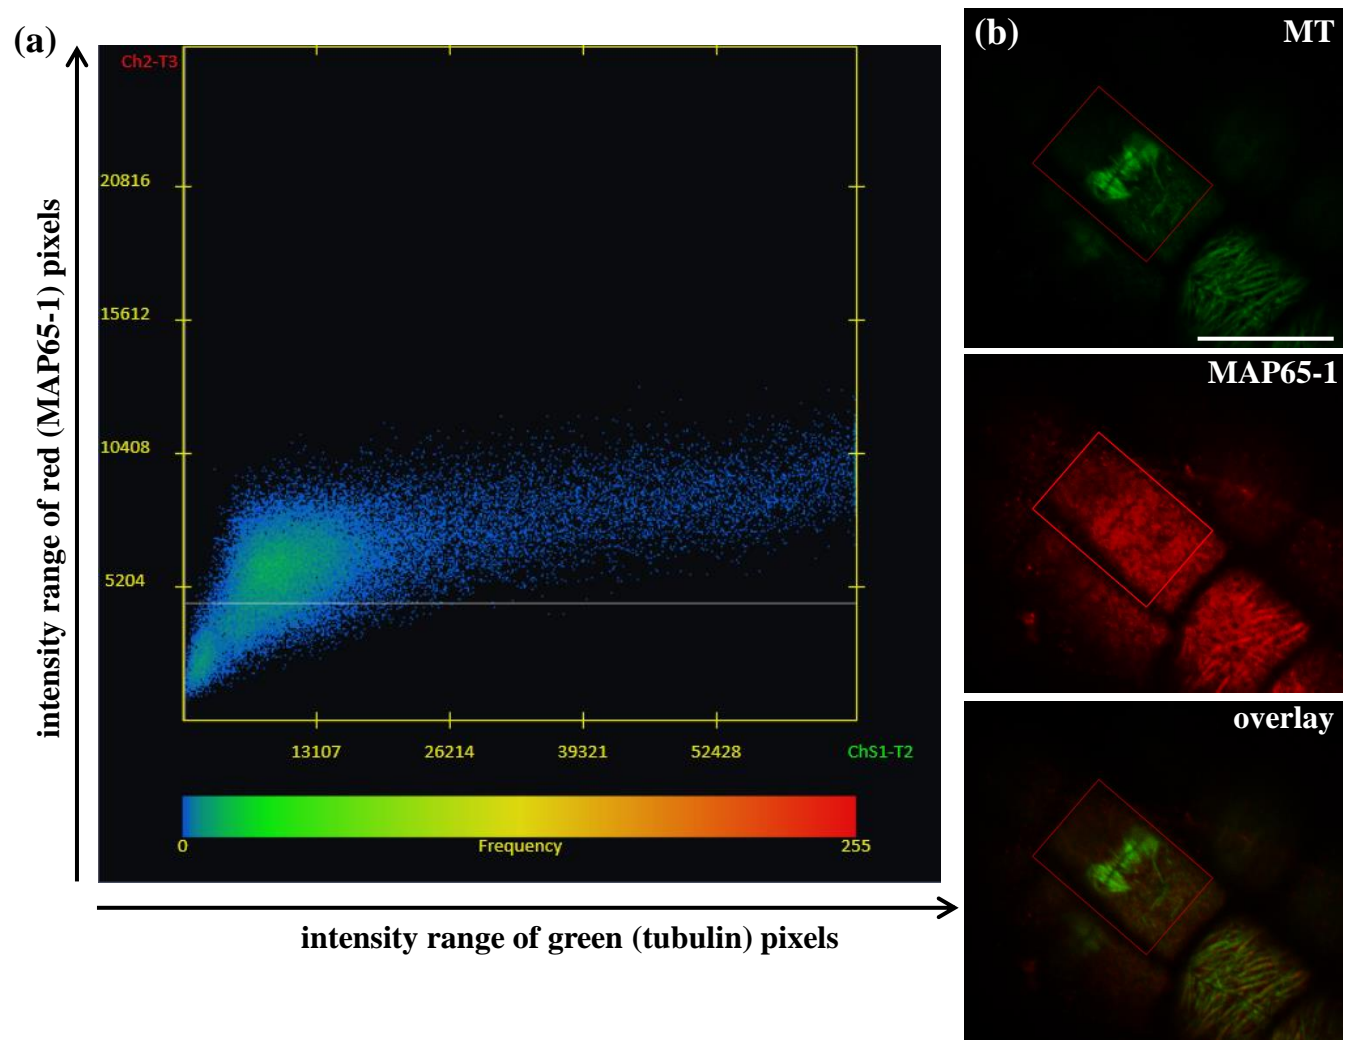 (a)
Ch2-T3
20816
15612
10408
5204
intensity range of red (MAP65-1) pixels
13107 26214 39321 52428 ChS1-T2
0 Frequency 255
intensity range of green (tubulin) pixels
(b) MT
MAP65-1
overlay